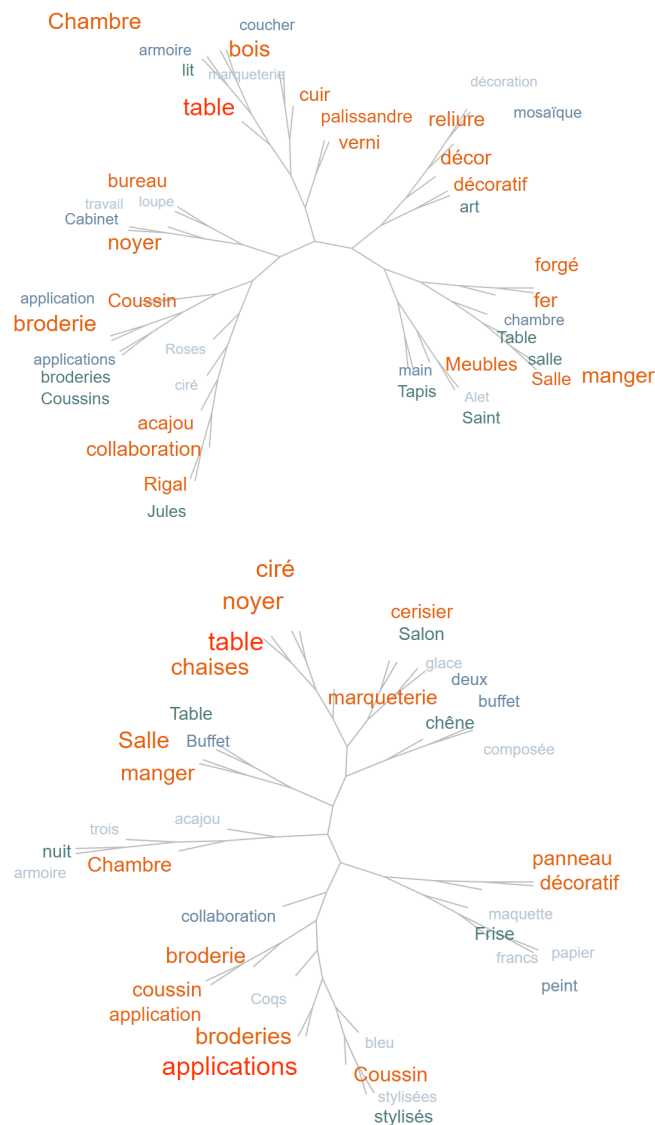 Chambre
coucher
armoire
bois
lit
marqueterie
décoration
cuir
table
mosaïque
palissandre
reliure
verni
décor
bureau
décoratif
travail
loupe
art
Cabinet
noyer
forgé
application
Coussin
fer
broderie
chambre
Table
Roses
applications
salle
Meubles
main
broderies
Salle
manger
ciré
Tapis
Alet
Coussins
Saint
acajou
collaboration
Rigal
Jules
ciré
noyer
cerisier
Salon
table
glace
chaises
deux
marqueterie
buffet
Table
chêne
Salle
Buffet
composée
manger
acajou
trois
nuit
panneau
Chambre
armoire
décoratif
collaboration
maquette
Frise
broderie
papier
francs
peint
coussin
Coqs
application
broderies
bleu
applications
Coussin
stylisées
stylisés